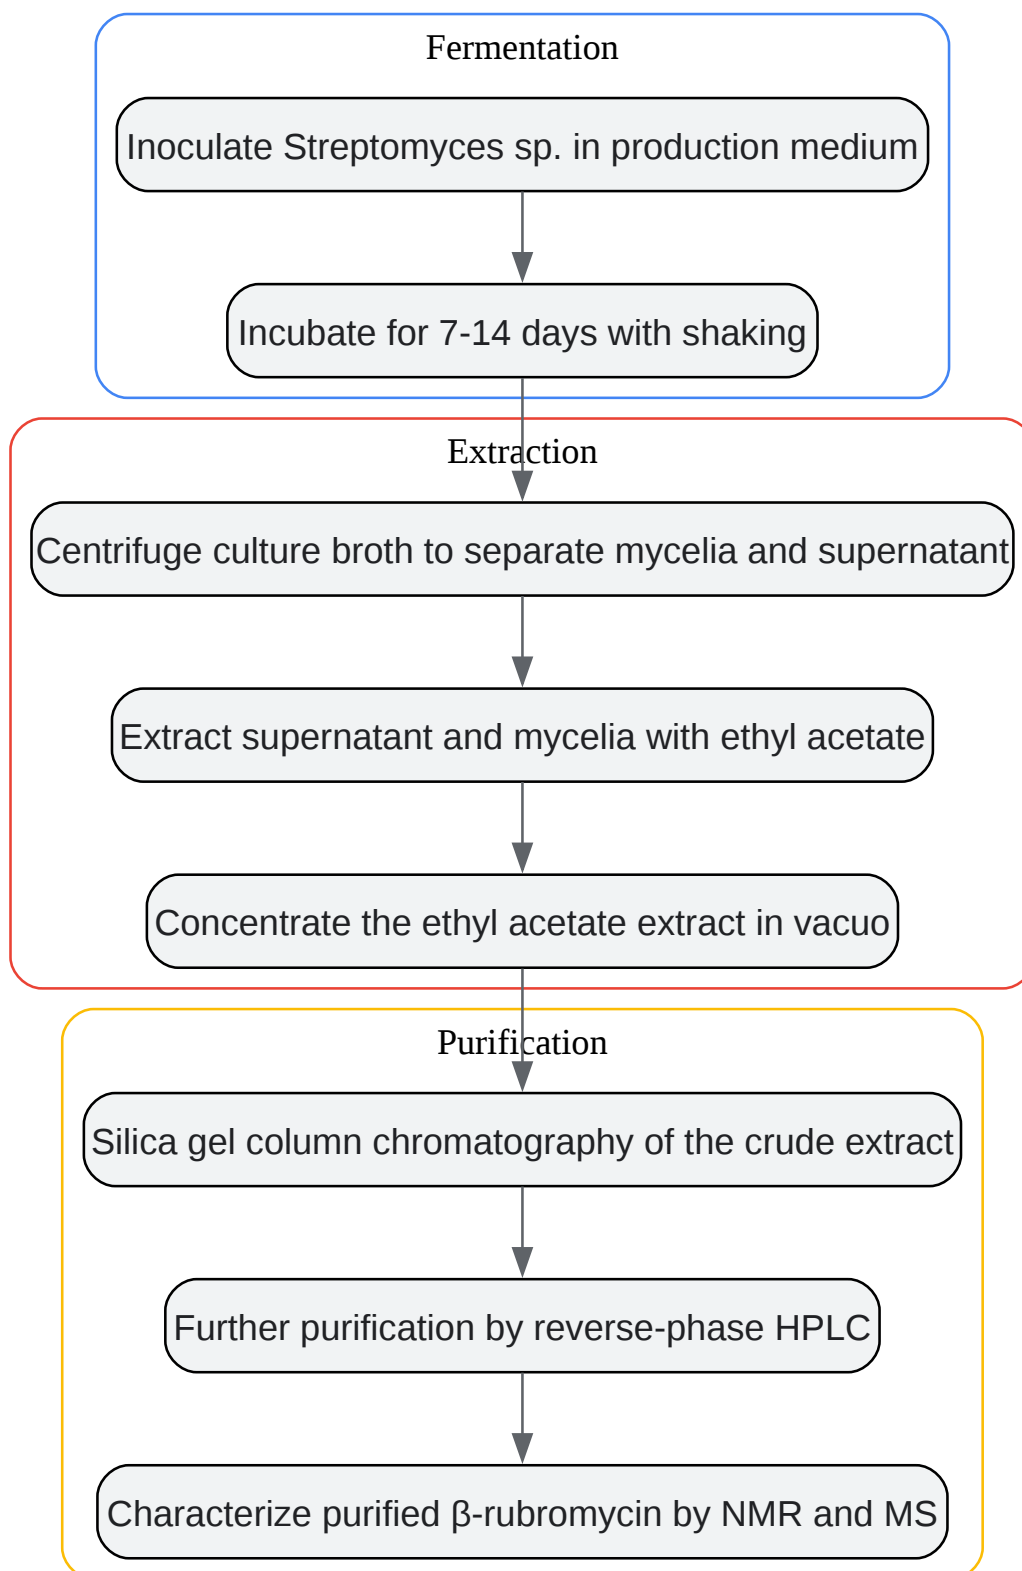 Fermentation
Inoculate Streptomyces sp. in production medium
Incubate for 7-14 days with shaking
Extraction
Centrifuge culture broth to separate mycelia and supernatant
Extract supernatant and mycelia with ethyl acetate
Concentrate the ethyl acetate extract in vacuo
Purification
Silica gel column chromatography of the crude extract
Further purification by reverse-phase HPLC
Characterize purified β-rubromycin by NMR and MS